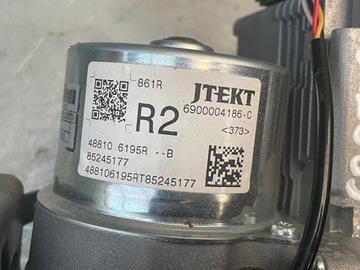 861R
JTEKT
R2
6900004186-C
<373>
48810 6195R --B
85245177
488106195RT85245177